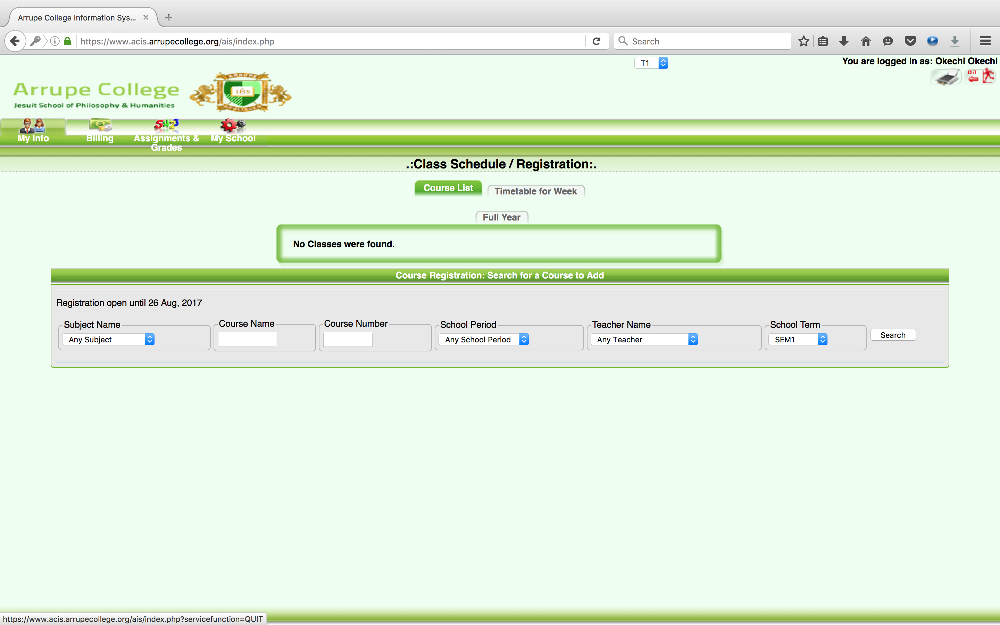 Arrupe College Information Sys...
https://www.acis.arrupecollege.org/ais/index.php
Search
T1
You are logged in as: Okechi Okechi
EXIT
Arrupe College
Jesuit School of Philosophy & Humanities
ARRUPE
IHS
COLLEGE
My Info
Billing
Assignments & Grades
My School
.:Class Schedule / Registration:.
Course List
Timetable for Week
Full Year
No Classes were found.
Course Registration: Search for a Course to Add
Registration open until 26 Aug, 2017
Subject Name
Course Name
Course Number
School Period
Teacher Name
School Term
Any Subject
Any School Period
Any Teacher
SEM1
Search
https://www.acis.arrupecollege.org/ais/index.php?servicefunction=QUIT